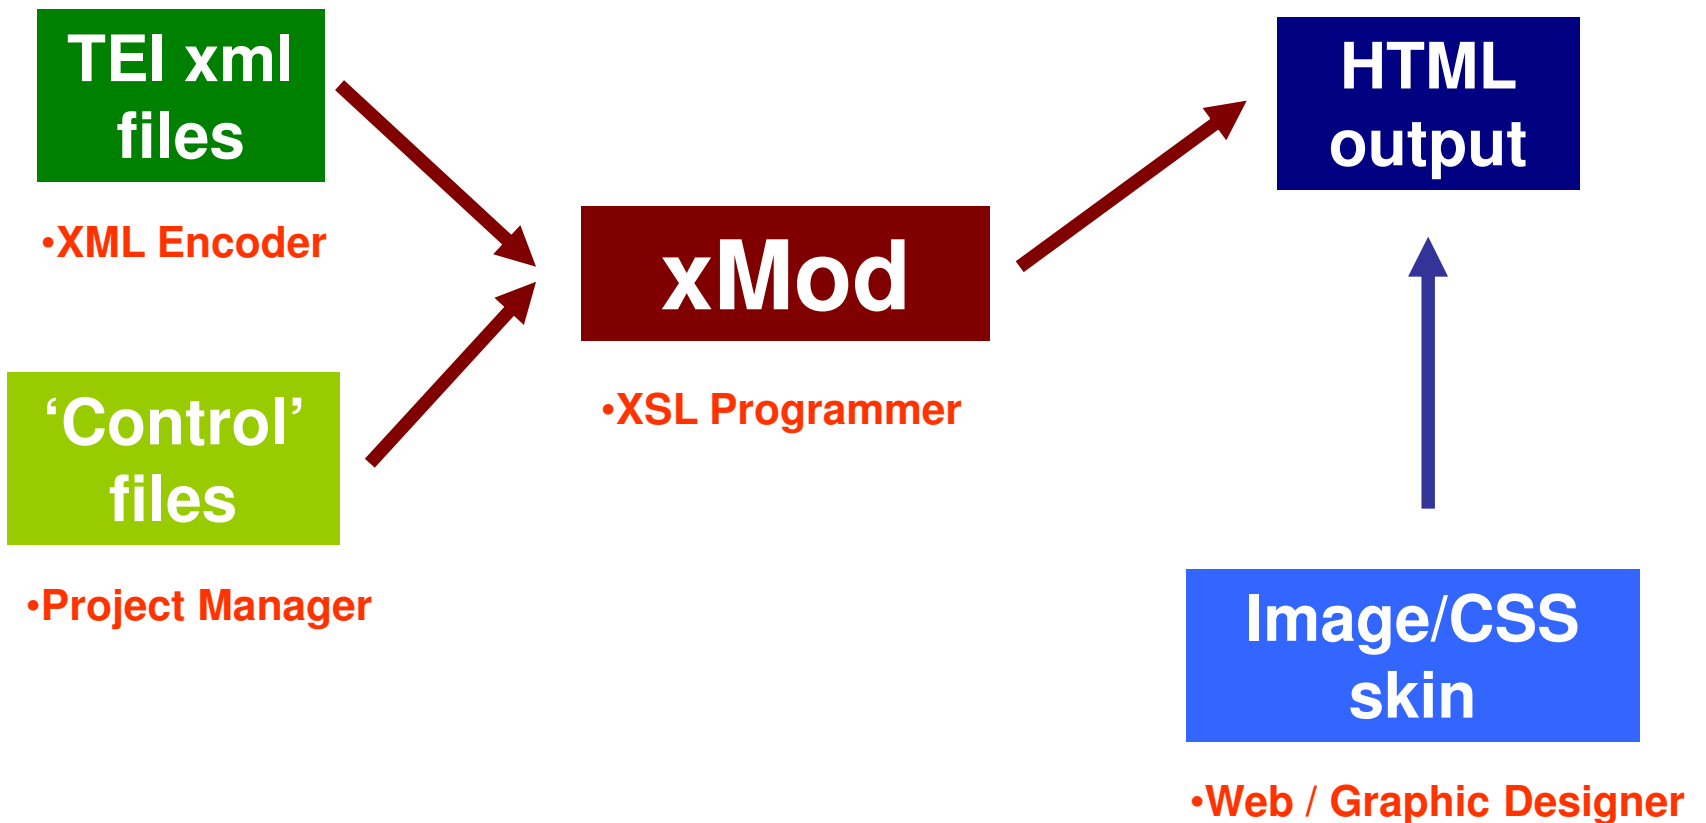 TEI xml
files
•XML Encoder
‘Control’
files
•Project Manager
xMod
•XSL Programmer
HTML
output
Image/CSS
skin
•Web / Graphic Designer